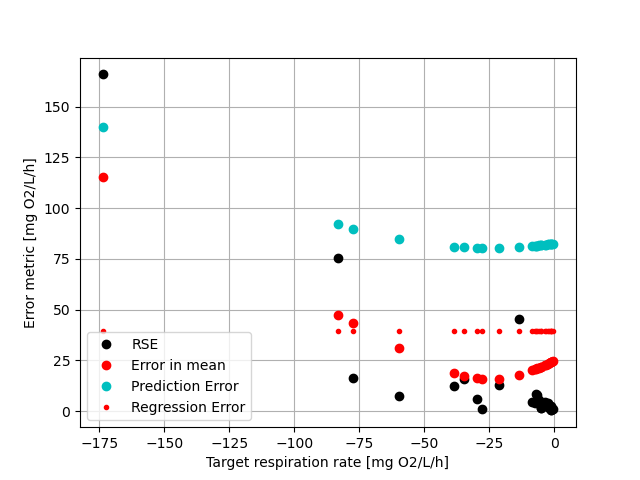 Error metric [mg O2/L/h]
150
125
100
75
50
25
0
RSE
Error in mean
Prediction Error
Regression Error
−175 −150 −125 −100 −75 −50 −25 0
Target respiration rate [mg O2/L/h]